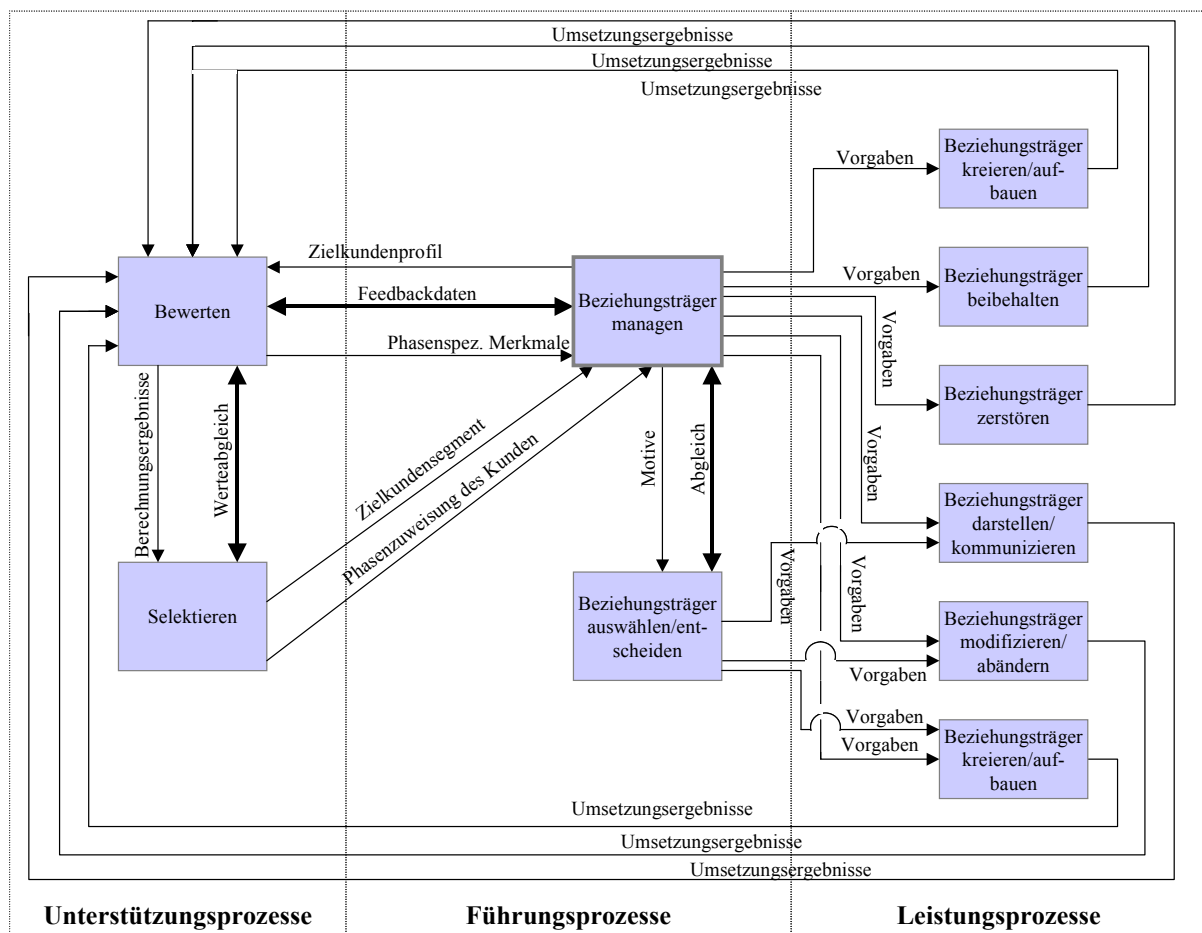 Umsetzungsergebnisse
Umsetzungsergebnisse
Umsetzungsergebnisse
Vorgaben
Beziehungsträger
kreieren/auf-
bauen
Zielkundenprofil
Bewerten
Feedbackdaten
Beziehungsträger
managen
Phasenspez. Merkmale
Vorgaben
Beziehungsträger
beibehalten
Vorgaben
Beziehungsträger
zerstören
Berechnungsergebnisse
Werteabgleich
Zielkundensegment
Phasenzuweisung des Kunden
Motive
Abgleich
Vorgaben
Beziehungsträger
darstellen/
kommunizieren
Selektieren
Beziehungsträger
auswählen/ent-
scheiden
Vorgaben
Vorgaben
Beziehungsträger
modifizieren/
abändern
Vorgaben
Vorgaben
Vorgaben
Beziehungsträger
kreieren/auf-
bauen
Umsetzungsergebnisse
Umsetzungsergebnisse
Umsetzungsergebnisse
Unterstützungsprozesse
Führungsprozesse
Leistungsprozesse